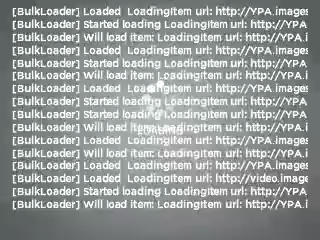 [BulkLoader] Loaded LoadingItem url: http://YPA.images
[BulkLoader] Started loading LoadingItem url: http://YPA
[BulkLoader] Will load item: LoadingItem url: http://YPA.i
[BulkLoader] Loaded LoadingItem url: http://YPA.images
[BulkLoader] Started loading LoadingItem url: http://YPA
[BulkLoader] Will load item: LoadingItem url: http://YPA.i
[BulkLoader] Loaded LoadingItem url: http://YPA.images
[BulkLoader] Started loading LoadingItem url: http://YPA
[BulkLoader] Started loading LoadingItem url: http://YPA
[BulkLoader] Will load item: LoadingItem url: http://YPA.i
LOADING
[BulkLoader] Loaded LoadingItem url: http://YPA.images
[BulkLoader] Will load item: LoadingItem url: http://YPA.i
[BulkLoader] Loaded LoadingItem url: http://YPA.images
[BulkLoader] Loaded LoadingItem url: http://video.image
[BulkLoader] Started loading LoadingItem url: http://YPA
[BulkLoader] Will load item: LoadingItem url: http://YPA.i